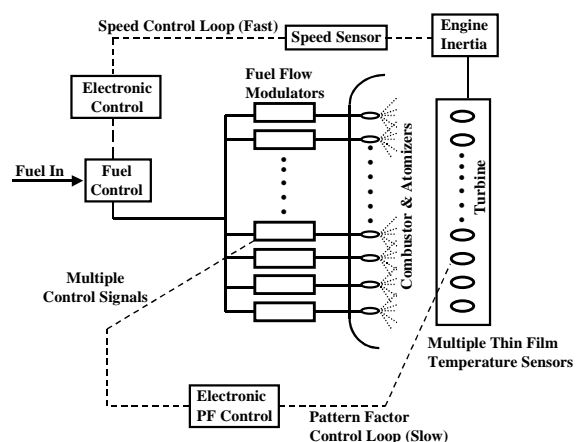 Speed Control Loop (Fast)
Speed Sensor
Engine
Inertia
Electronic
Control
Fuel Flow
Modulators
Fuel In
Fuel
Control
Combustor & Atomizers
Turbine
Multiple
Control Signals
Multiple Thin Film
Temperature Sensors
Electronic
PF Control
Pattern Factor
Control Loop (Slow)